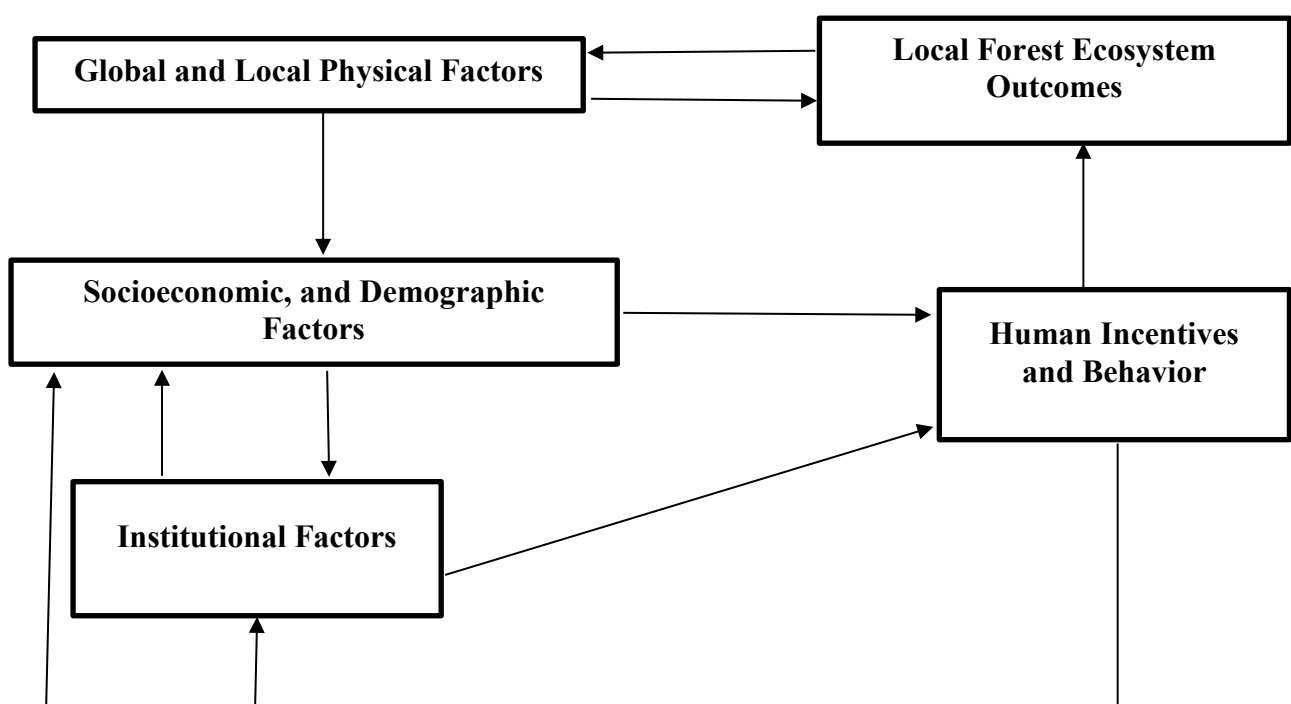 Global and Local Physical Factors
Local Forest Ecosystem
Outcomes
Socioeconomic, and Demographic
Factors
Human Incentives
and Behavior
Institutional Factors